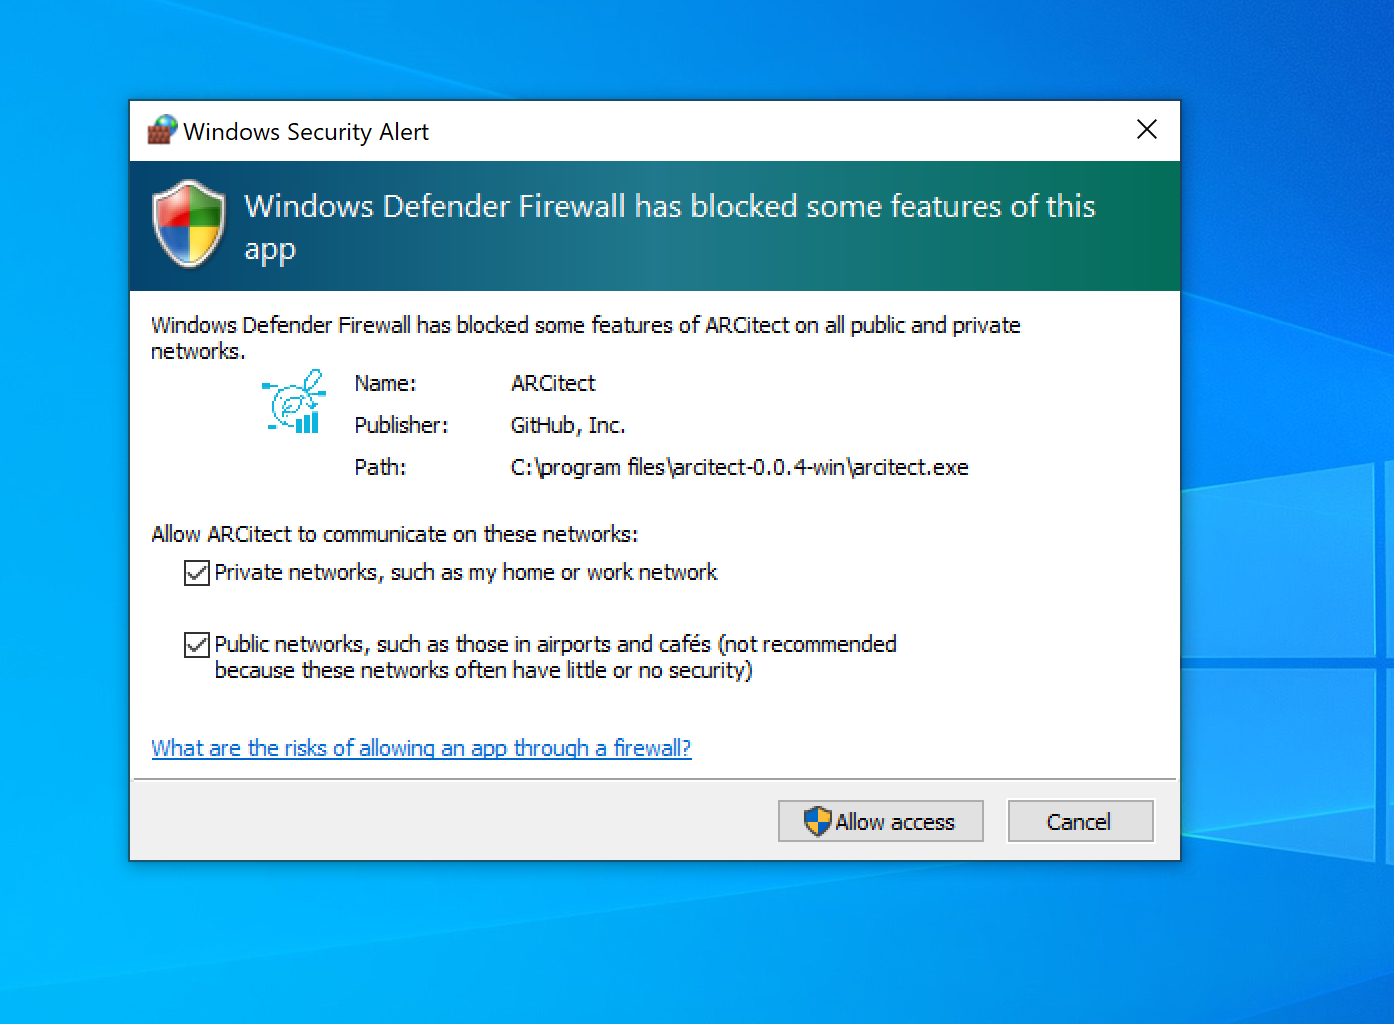 Windows Security Alert
Windows Defender Firewall has blocked some features of this
app
Windows Defender Firewall has blocked some features of ARCitect on all public and private
networks.
Name: ARCitect
Publisher: GitHub, Inc.
Path: C:\program files\arcitect-0.0.4-win\arcitect.exe
Allow ARCitect to communicate on these networks:
Private networks, such as my home or work network
Public networks, such as those in airports and cafés (not recommended
because these networks often have little or no security)
What are the risks of allowing an app through a firewall?
Allow access Cancel